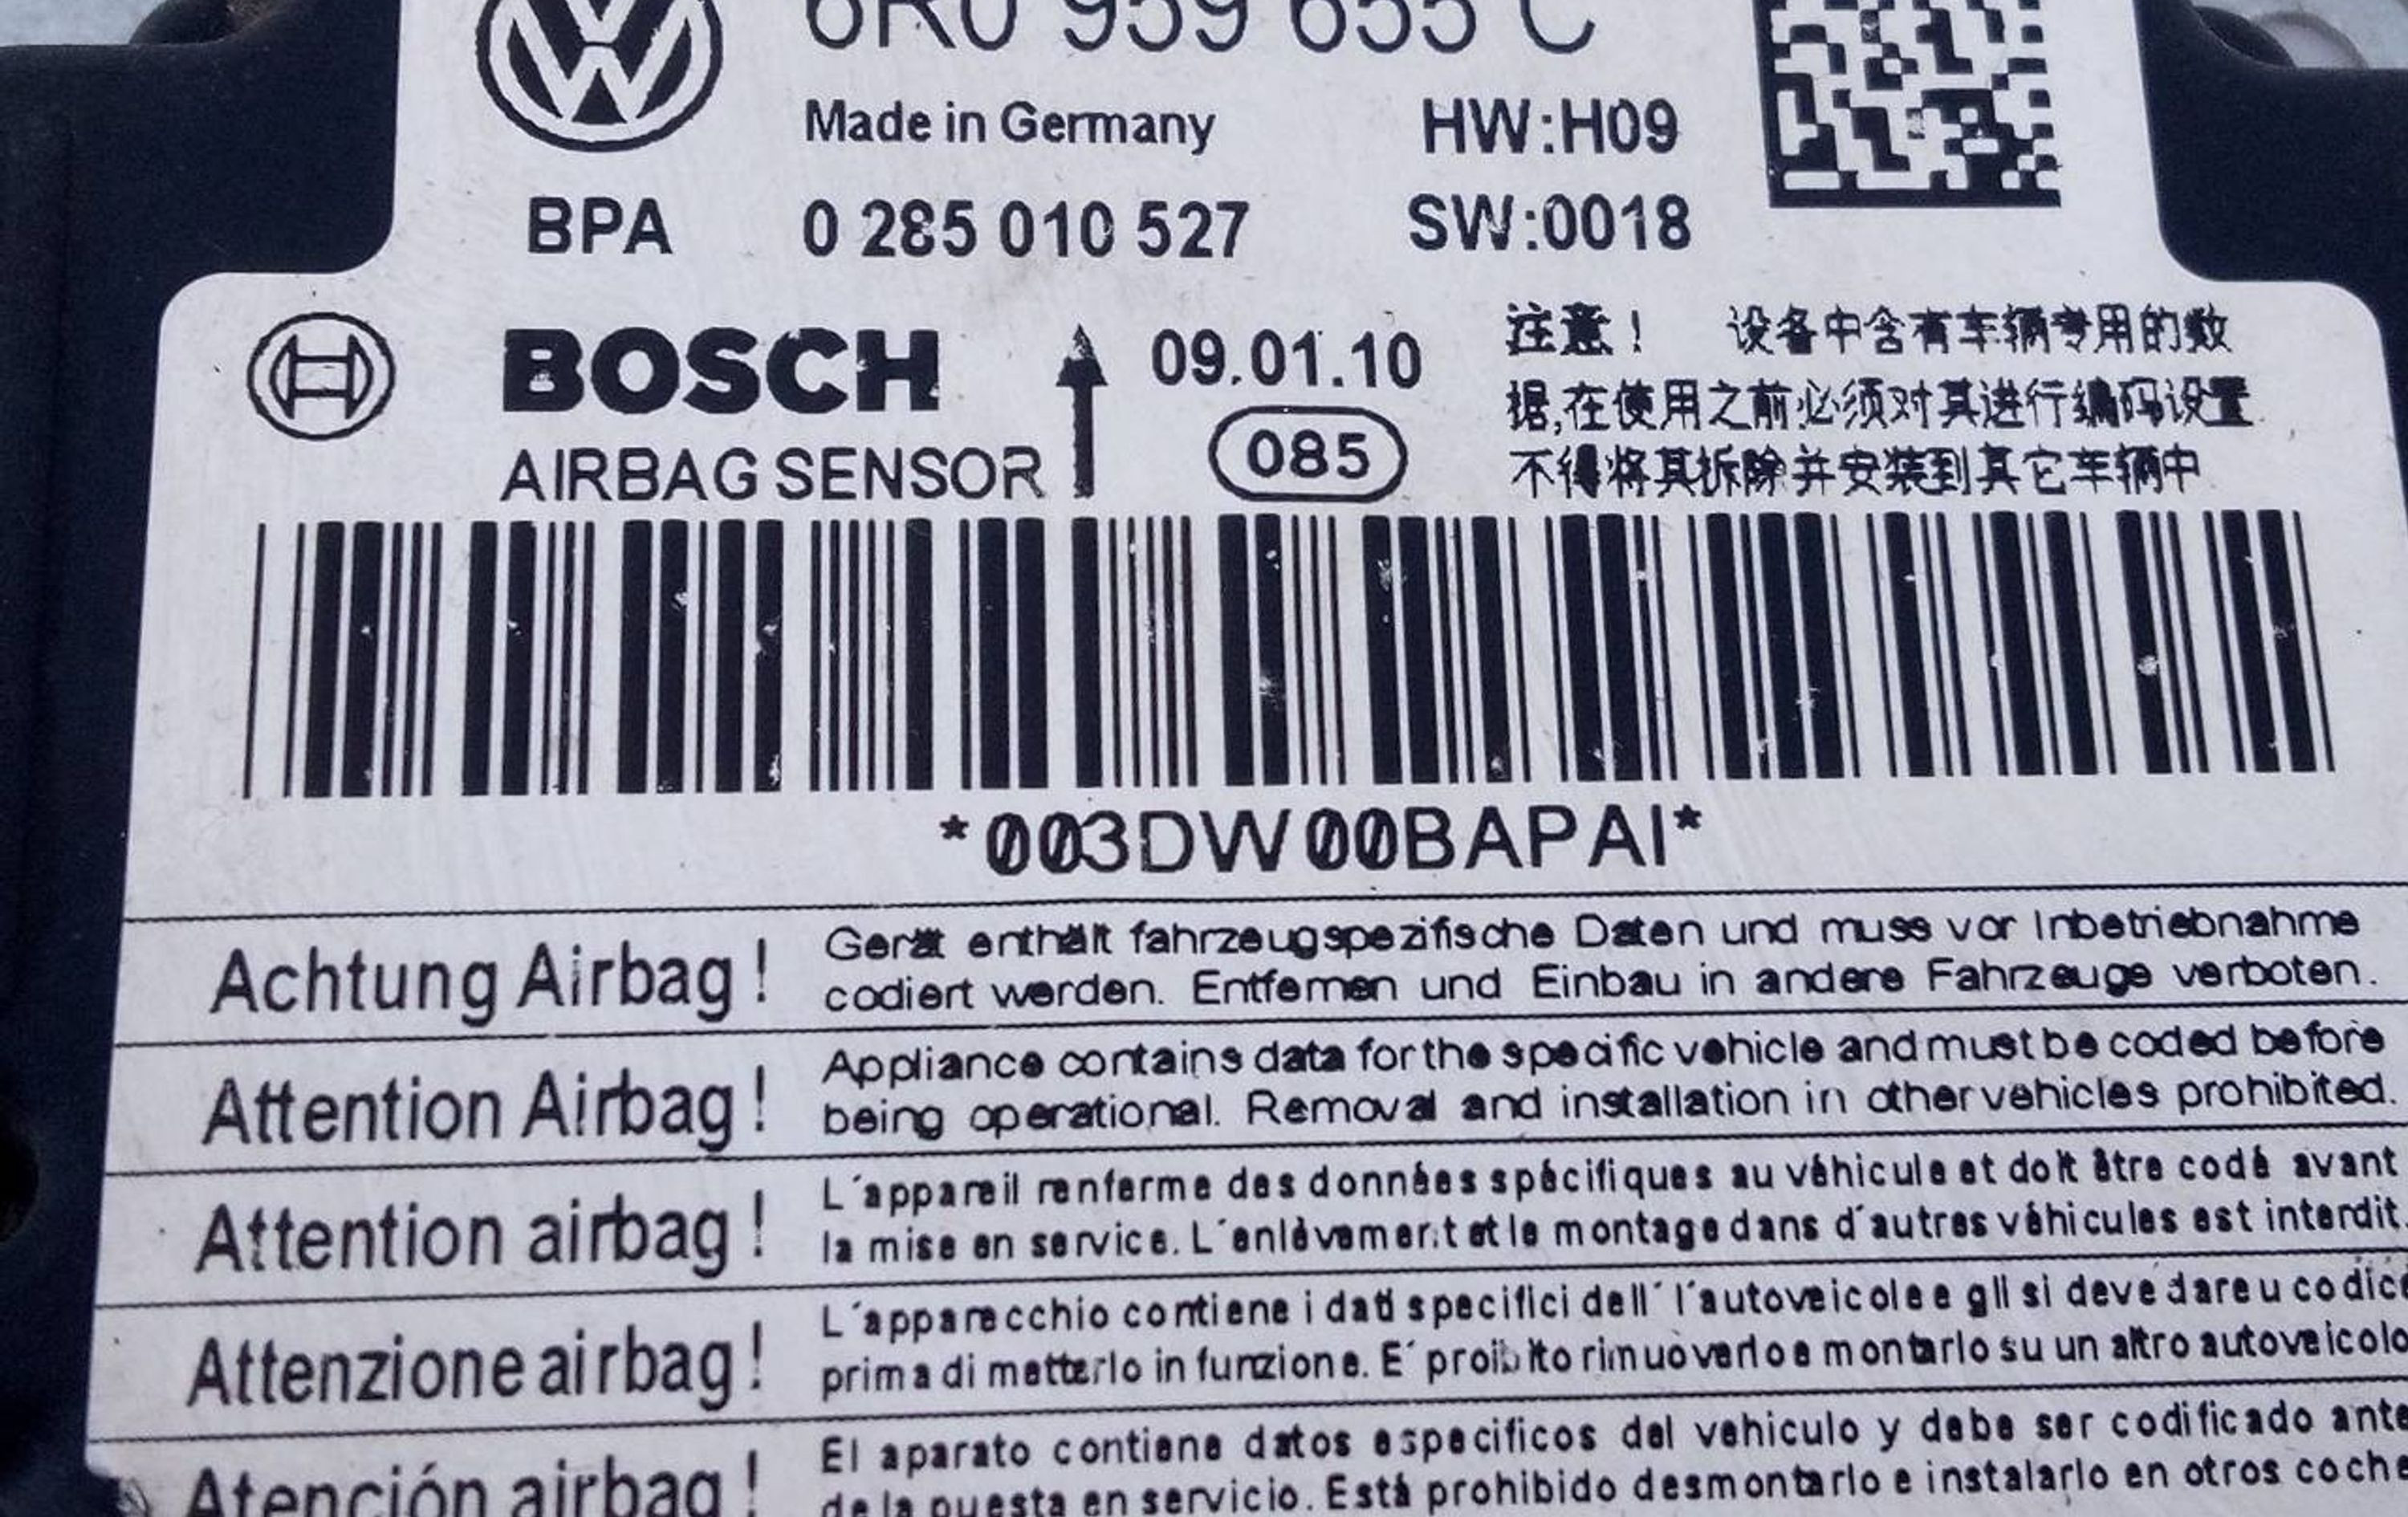 6R0 959 655 C
Made in Germany HW:H09
BPA 0 285 010 527 SW:0018
BOSCH
AIRBAG SENSOR
09.01.10
085
注意！ 设备中含有车辆专用的数
据,在使用之前必须对其进行编码设置
不得将其拆除并安装到其它车辆中
*003DW00BAPAI*
Achtung Airbag !
Gerät enthält fahrzeugspezifische Daten und muss vor Inbetriebnahme
codiert werden. Entfernen und Einbau in andere Fahrzeuge verboten.
Attention Airbag !
Appliance contains data for the specific vehicle and must be coded before
being operational. Removal and installation in other vehicles prohibited.
Attention airbag !
L´appareil renferme des données spécifiques au véhicule et doit être codé avant
la mise en service. L´enlèvement et le montage dans d´autres véhicules est interdit.
Attenzione airbag !
L´apparecchio contiene i dati specifici dell´ l´autoveicolo e gli si deve dare u codice
prima di metterlo in funzione. E´ proibito rimuoverlo e montarlo su un altro autoveicolo
Atención airbag !
El aparato contiene datos especificos del vehiculo y debe ser codificado ante
de la puesta en servicio. Está prohibido desmontarlo e instalarlo en otros coche